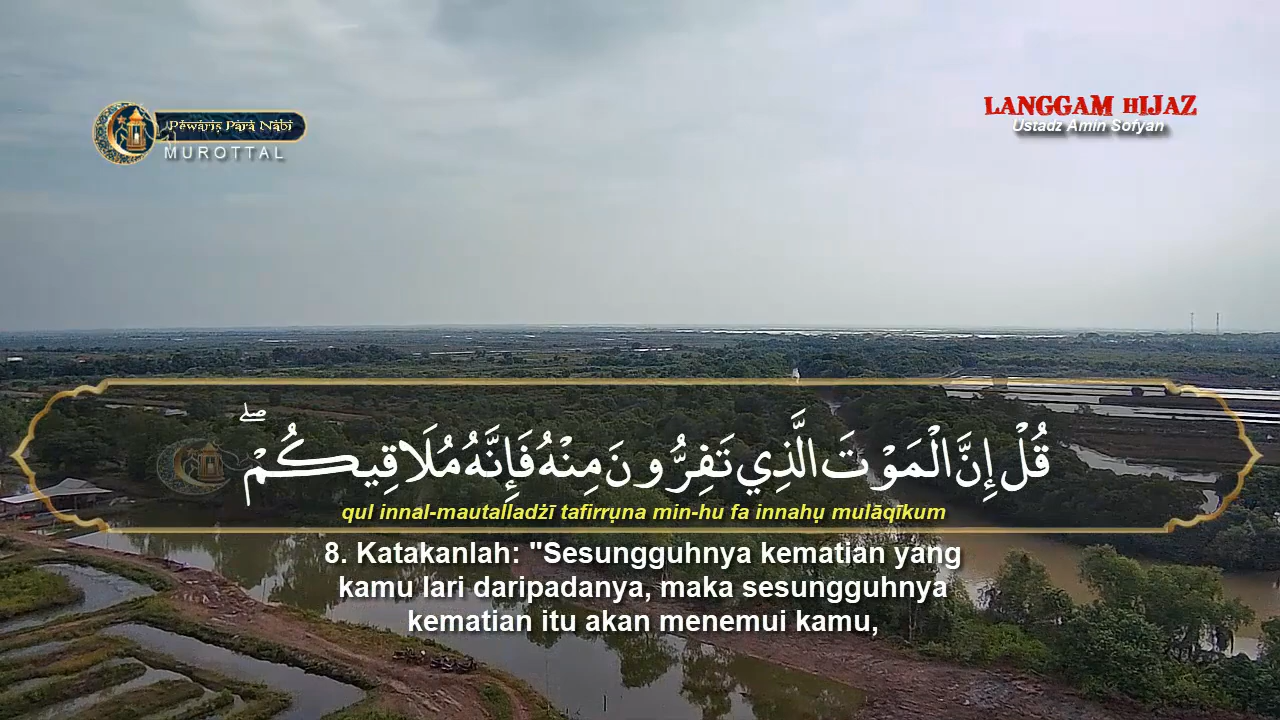 Pewaris Para Nabi
MUROTTAL
LANGGAM HIJAZ
Ustadz Amin Sofyan
قُلْ إِنَّ الْمَوْتَ الَّذِي تَفِرُّونَ مِنْهُ فَإِنَّهُ مُلَاقِيكُمْ ۖ
qul innal-mautallażī tafirrụna min-hu fa innahụ mulāqīkum
8. Katakanlah: "Sesungguhnya kematian yang
kamu lari daripadanya, maka sesungguhnya
kematian itu akan menemui kamu,